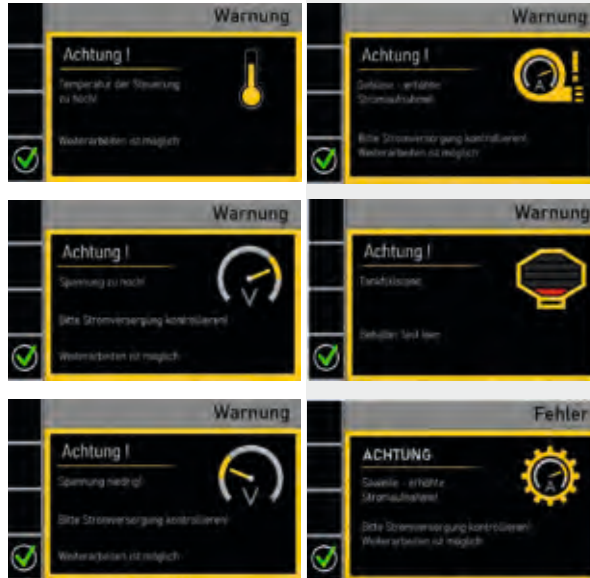 Warnung
Achtung !
Temperatur der Steuerung
zu hoch!
Weiterarbeiten ist möglich
Warnung
Achtung !
Gebläse - erhöhte
Stromaufnahme!
Bitte Stromversorgung kontrollieren!
Weiterarbeiten ist möglich
A
Warnung
Achtung !
Spannung zu hoch!
Bitte Stromversorgung kontrollieren!
Weiterarbeiten ist möglich
V
Warnung
Achtung !
Behälter fast leer
Warnung
Achtung !
Spannung niedrig!
Bitte Stromversorgung kontrollieren!
Weiterarbeiten ist möglich
V
Fehler
ACHTUNG
Säwelle - erhöhte
Stromaufnahme!
Bitte Stromversorgung kontrollieren!
Weiterarbeiten ist möglich
A